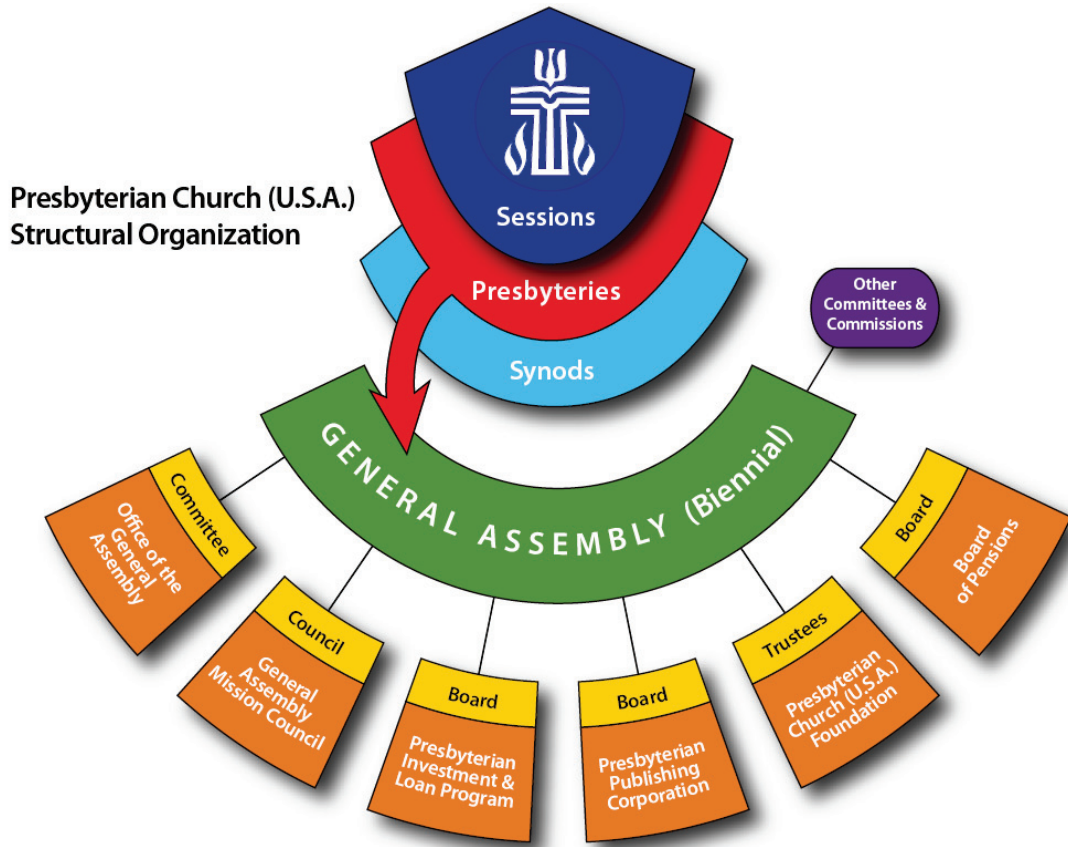 Presbyterian Church (U.S.A.)
Structural Organization
Sessions
Presbyteries
Synods
Other
Committees &
Commissions
GENERAL ASSEMBLY (Biennial)
Committee
Office of the
General
Assembly
Council
General
Assembly
Mission Council
Board
Presbyterian
Investment &
Loan Program
Board
Presbyterian
Publishing
Corporation
Trustees
Presbyterian
Church (U.S.A.)
Foundation
Board
Board
of Pensions